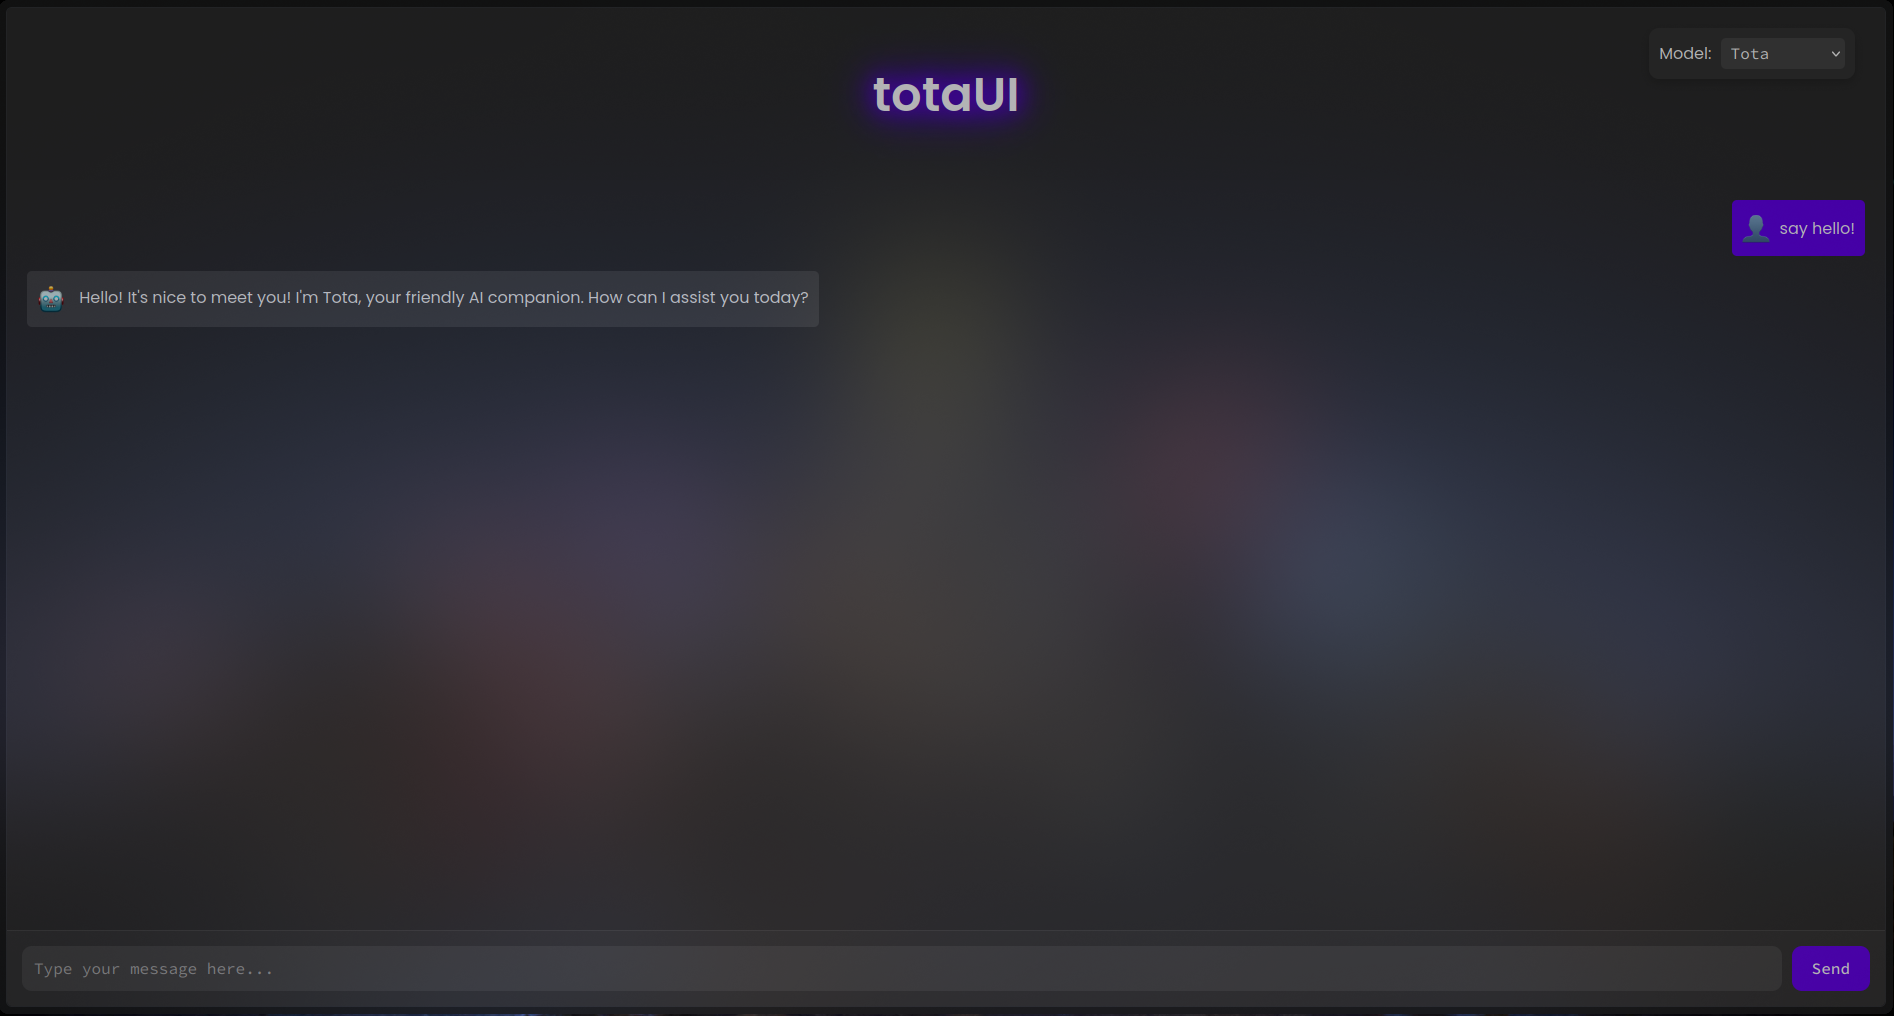 Model: Tota
totaUI
say hello!
Hello! It's nice to meet you! I'm Tota, your friendly AI companion. How can I assist you today?
Type your message here...
Send